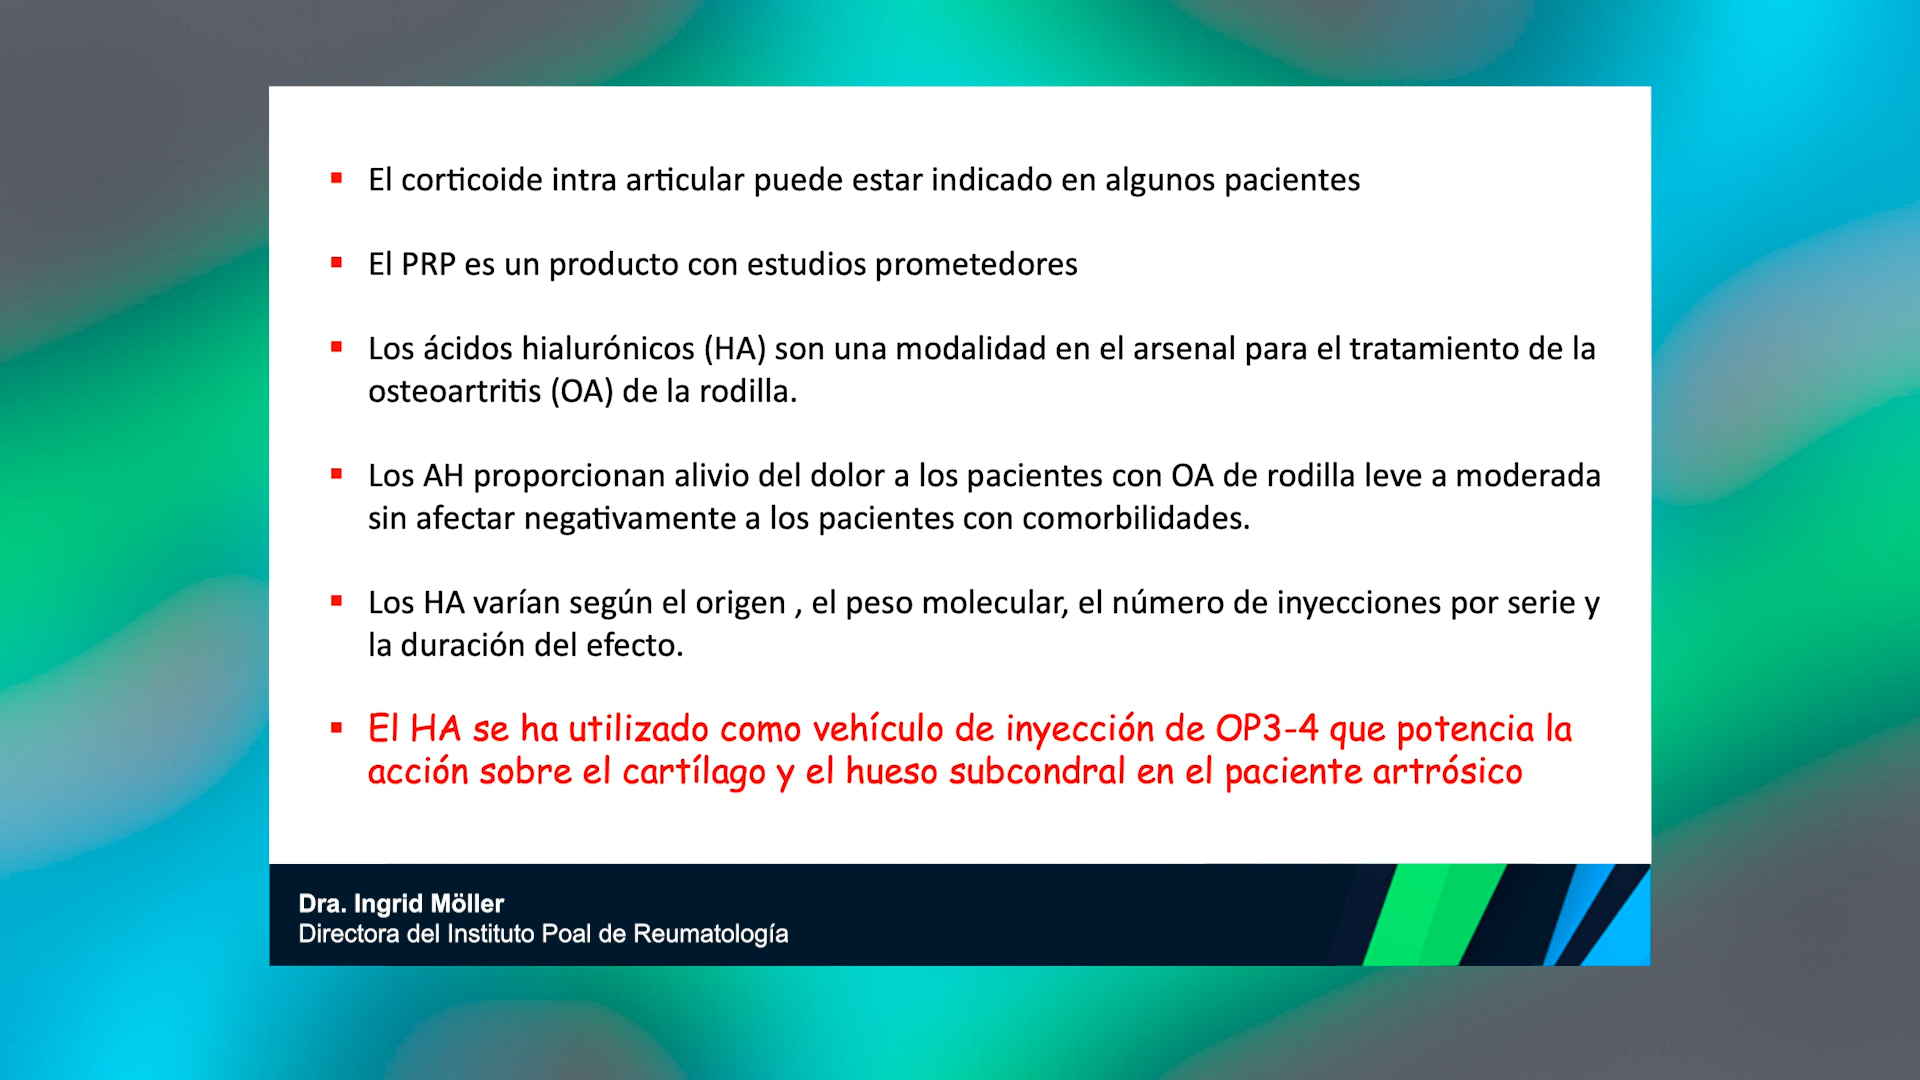 ▪ El corticoide intra articular puede estar indicado en algunos pacientes
▪ El PRP es un producto con estudios prometedores
▪ Los ácidos hialurónicos (HA) son una modalidad en el arsenal para el tratamiento de la
osteoartritis (OA) de la rodilla.
▪ Los AH proporcionan alivio del dolor a los pacientes con OA de rodilla leve a moderada
sin afectar negativamente a los pacientes con comorbilidades.
▪ Los HA varían según el origen , el peso molecular, el número de inyecciones por serie y
la duración del efecto.
▪ El HA se ha utilizado como vehículo de inyección de OP3-4 que potencia la
acción sobre el cartílago y el hueso subcondral en el paciente artrósico
Dra. Ingrid Möller
Directora del Instituto Poal de Reumatología